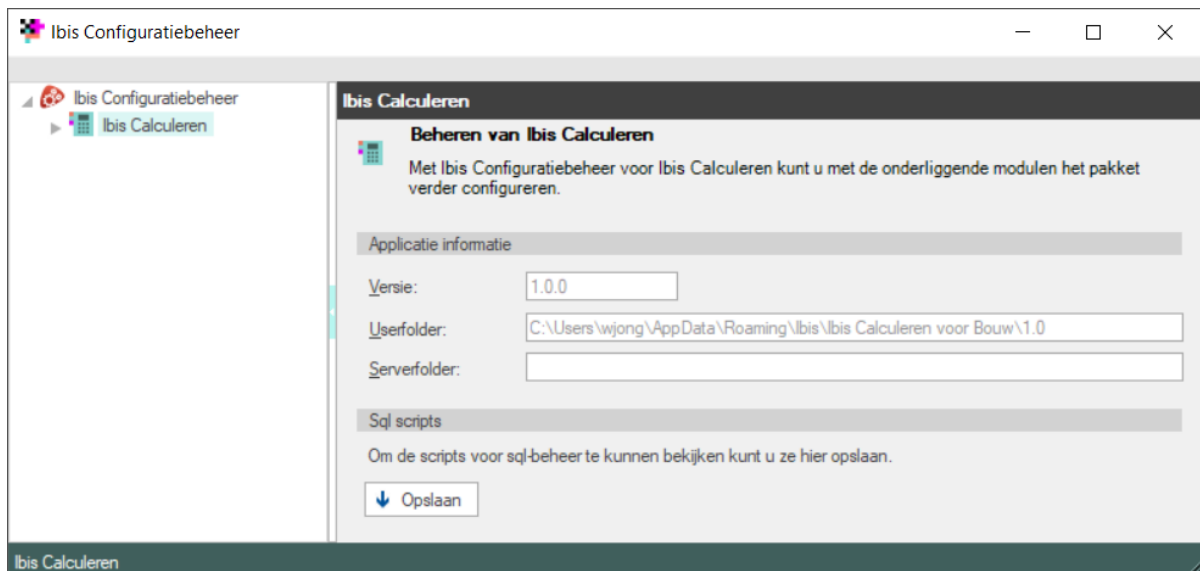 Ibis Configuratiebeheer
Ibis Configuratiebeheer
Ibis Calculeren
Ibis Calculeren
Beheren van Ibis Calculeren
Met Ibis Configuratiebeheer voor Ibis Calculeren kunt u met de onderliggende modulen het pakket
verder configureren.
Applicatie informatie
Versie:
1.0.0
Userfolder:
C:\Users\wjong\AppData\Roaming\Ibis\Ibis Calculeren voor Bouw\1.0
Serverfolder:
Sql scripts
Om de scripts voor sql-beheer te kunnen bekijken kunt u ze hier opslaan.
Opslaan
Ibis Calculeren